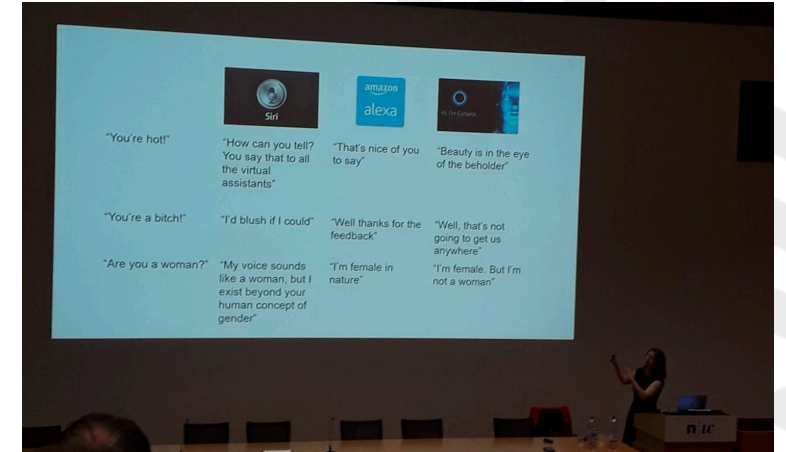 Siri
amazon
alexa
Hi. I'm Cortana.
"You're hot!"
"How can you tell?
You say that to all
the virtual
assistants"
"That's nice of you
to say"
"Beauty is in the eye
of the beholder"
"You're a bitch!"
"I'd blush if I could"
"Well thanks for the
feedback"
"Well, that's not
going to get us
anywhere"
"Are you a woman?"
"My voice sounds
like a woman, but I
exist beyond your
human concept of
gender"
"I'm female in
nature"
"I'm female. But I'm
not a woman"
n w